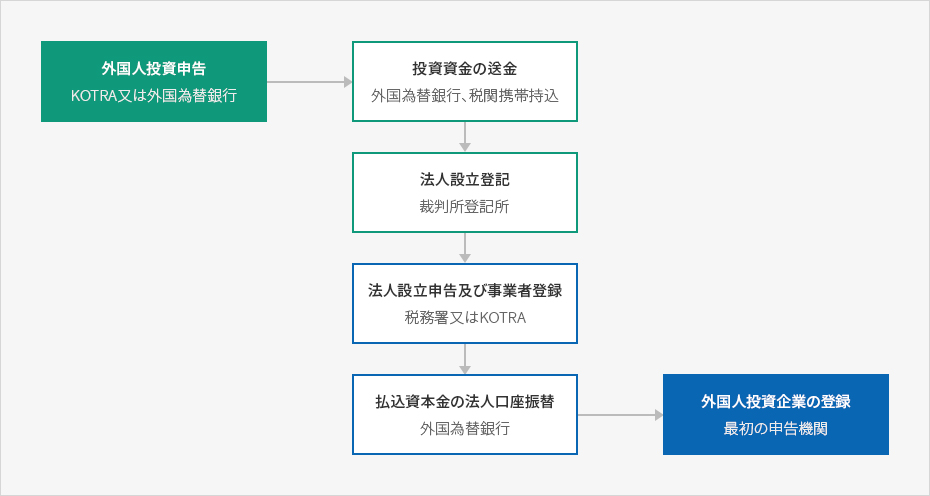 外国人投資申告
KOTRA又は外国為替銀行
投資資金の送金
外国為替銀行、税関携帯持込
法人設立登記
裁判所登記所
法人設立申告及び事業者登録
税務署又はKOTRA
払込資本金の法人口座振替
外国為替銀行
外国人投資企業の登録
最初の申告機関